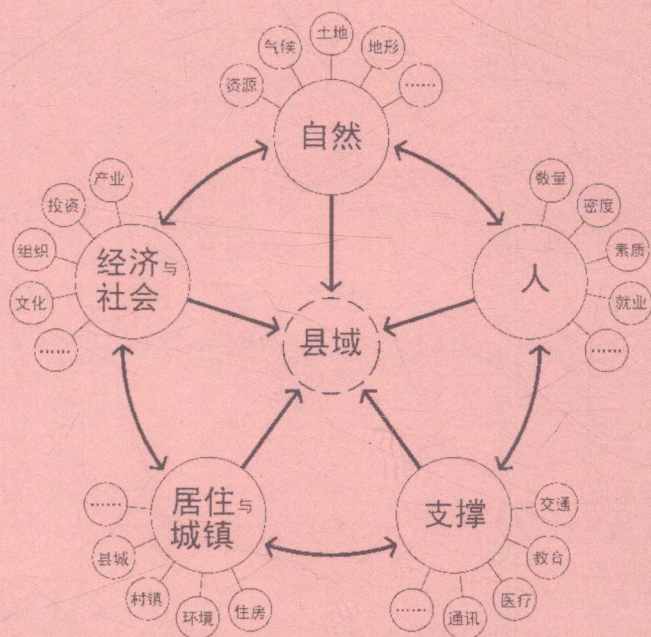 土地
气候
地形
资源
……
自然
产业
投资
组织
文化
……
经济与
社会
数量
密度
素质
就业
……
人
县域
居住与
城镇
……
县城
村镇
环境
住房
支撑
交通
教育
医疗
通讯
……